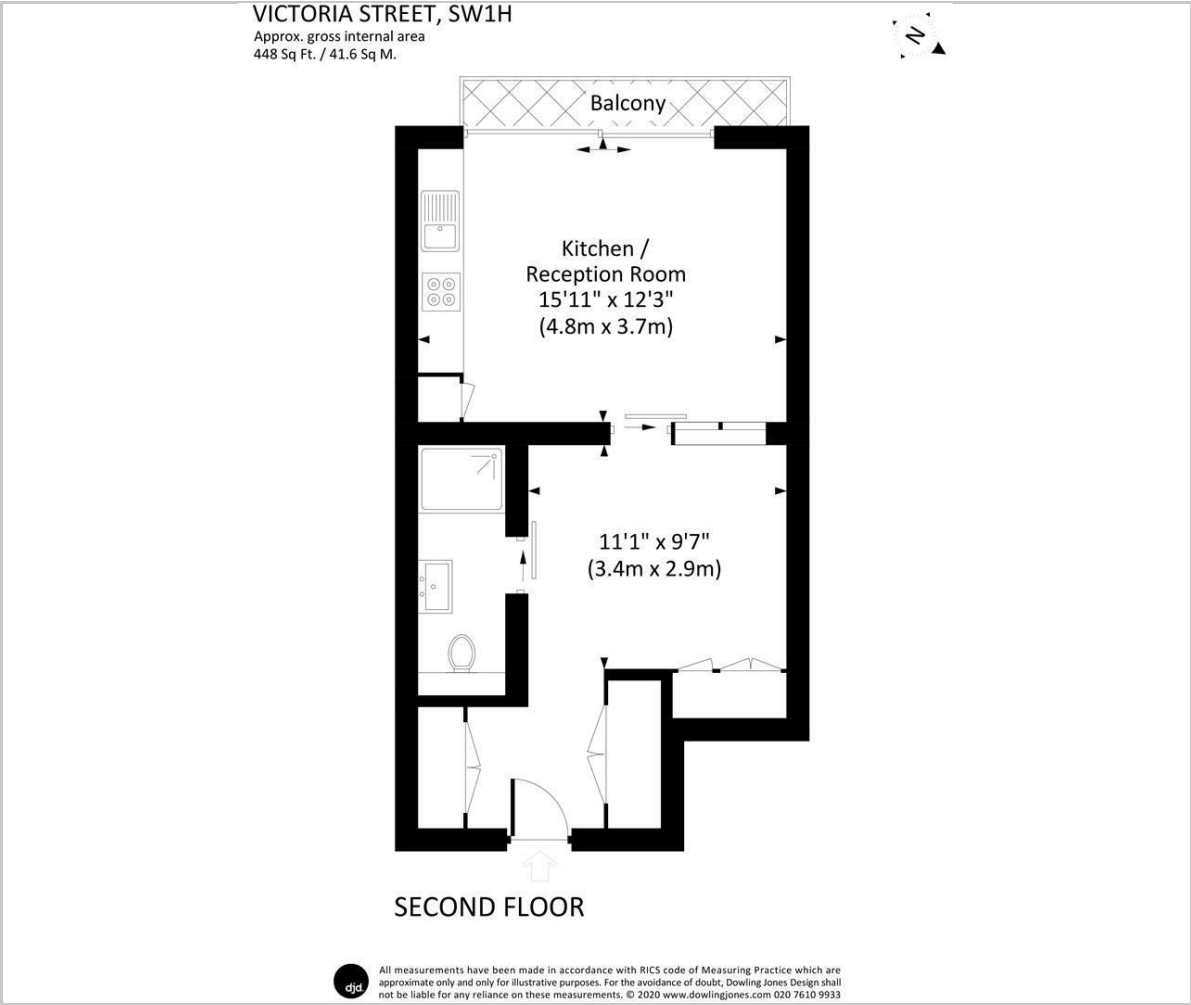 VICTORIA STREET, SW1H
Approx. gross internal area
448 Sq Ft. / 41.6 Sq M.
N
Balcony
Kitchen /
Reception Room
15'11" x 12'3"
(4.8m x 3.7m)
11'1" x 9'7"
(3.4m x 2.9m)
SECOND FLOOR
djd.
All measurements have been made in accordance with RICS code of Measuring Practice which are
approximate only and only for illustrative purposes. For the avoidance of doubt, Dowling Jones Design shall
not be liable for any reliance on these measurements. © 2020 www.dowlingjones.com 020 7610 9933